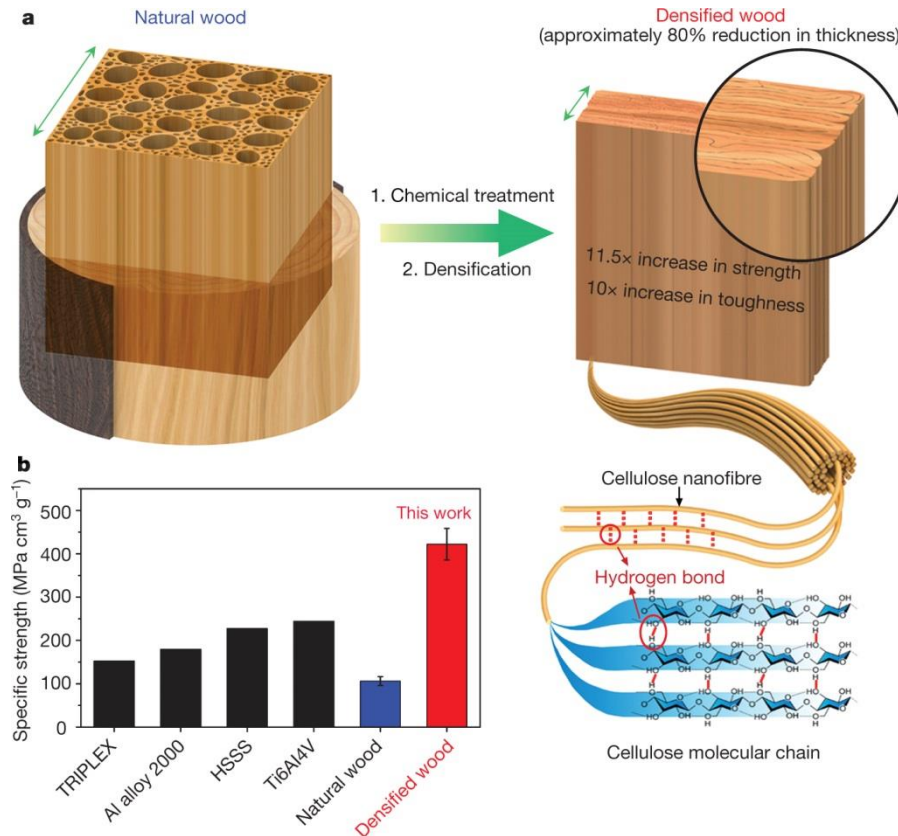 a
Natural wood
Densified wood
(approximately 80% reduction in thickness)
1. Chemical treatment
2. Densification
11.5× increase in strength
10× increase in toughness
b
Specific strength (MPa cm³ g⁻¹)
500
400
300
200
100
0
This work
TRIPLEX
Al alloy 2000
HSSS
Ti6Al4V
Natural wood
Densified wood
Cellulose nanofibre
Hydrogen bond
Cellulose molecular chain